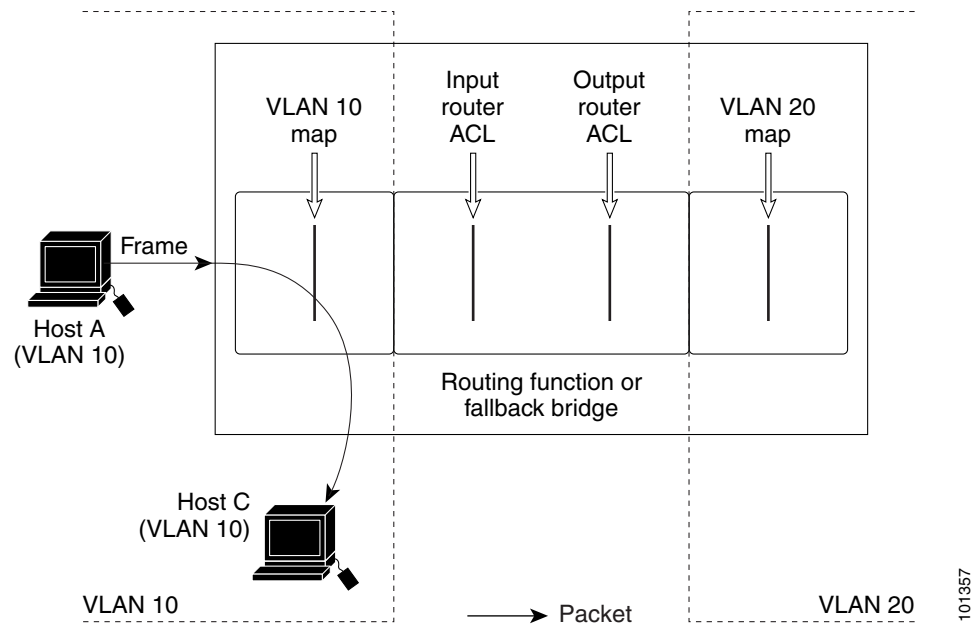 VLAN 10
map
Input
router
ACL
Output
router
ACL
VLAN 20
map
Frame
Host A
(VLAN 10)
Routing function or
fallback bridge
Host C
(VLAN 10)
VLAN 10
Packet
VLAN 20
101357